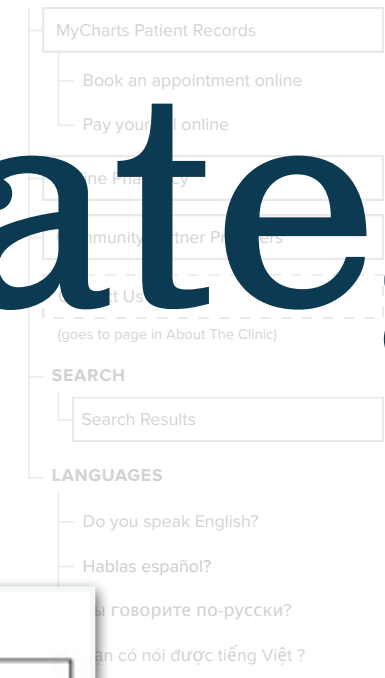 MyCharts Patient Records
Book an appointment online
Pay your online
ate
(goes to page in About The Clinic)
SEARCH
Search Results
LANGUAGES
Do you speak English?
Hablas español?
говорите по-русски?
có nói được tiếng Việt ?